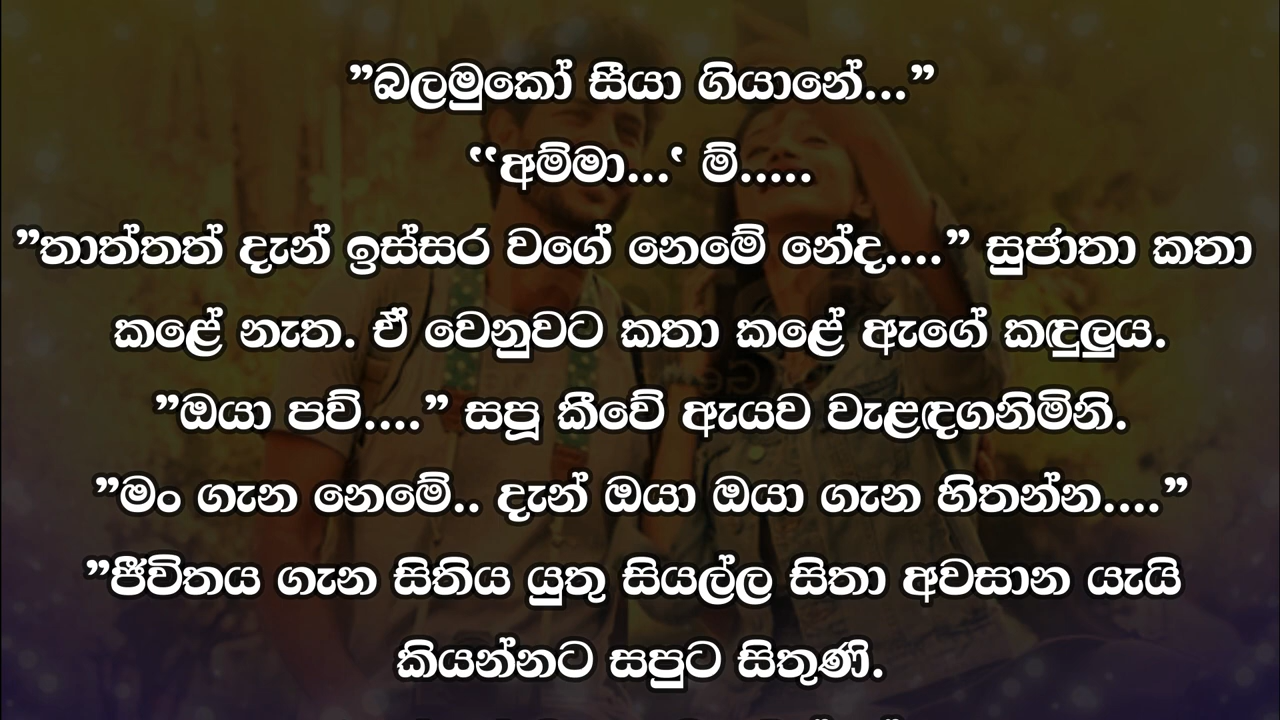 ”බලමුකෝ සීයා ගියානේ...”
‘‘අම්මා...‘ ම්.....
”තාත්තත් දැන් ඉස්සර වගේ නෙමේ නේද....” සුජාතා කතා
කළේ නැත. ඒ වෙනුවට කතා කළේ ඇගේ කඳුලුය.
”ඔයා පව්....” සපූ කීවේ ඇයව වැළඳගනිමිනි.
”මං ගැන නෙමේ.. දැන් ඔයා ඔයා ගැන හිතන්න....”
”ජීවිතය ගැන සිතිය යුතු සියල්ල සිතා අවසාන යැයි
කියන්නට සපුට සිතුණි.